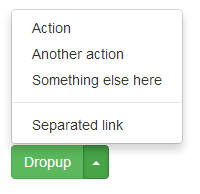 Action
Another action
Something else here
Separated link
Dropup